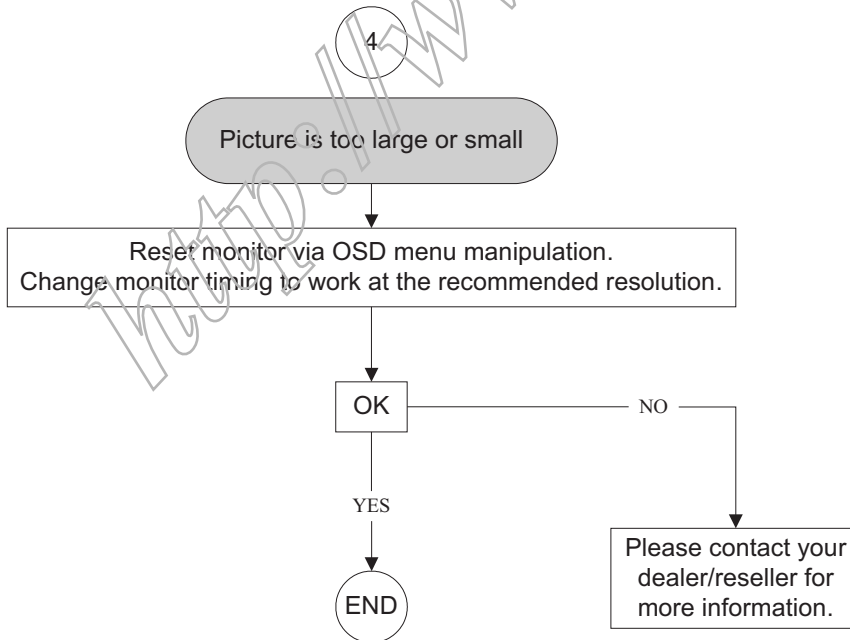 4
Picture is too large or small
Reset monitor via OSD menu manipulation.
Change monitor timing to work at the recommended resolution.
OK
NO
YES
Please contact your
dealer/reseller for
more information.
END
http://w